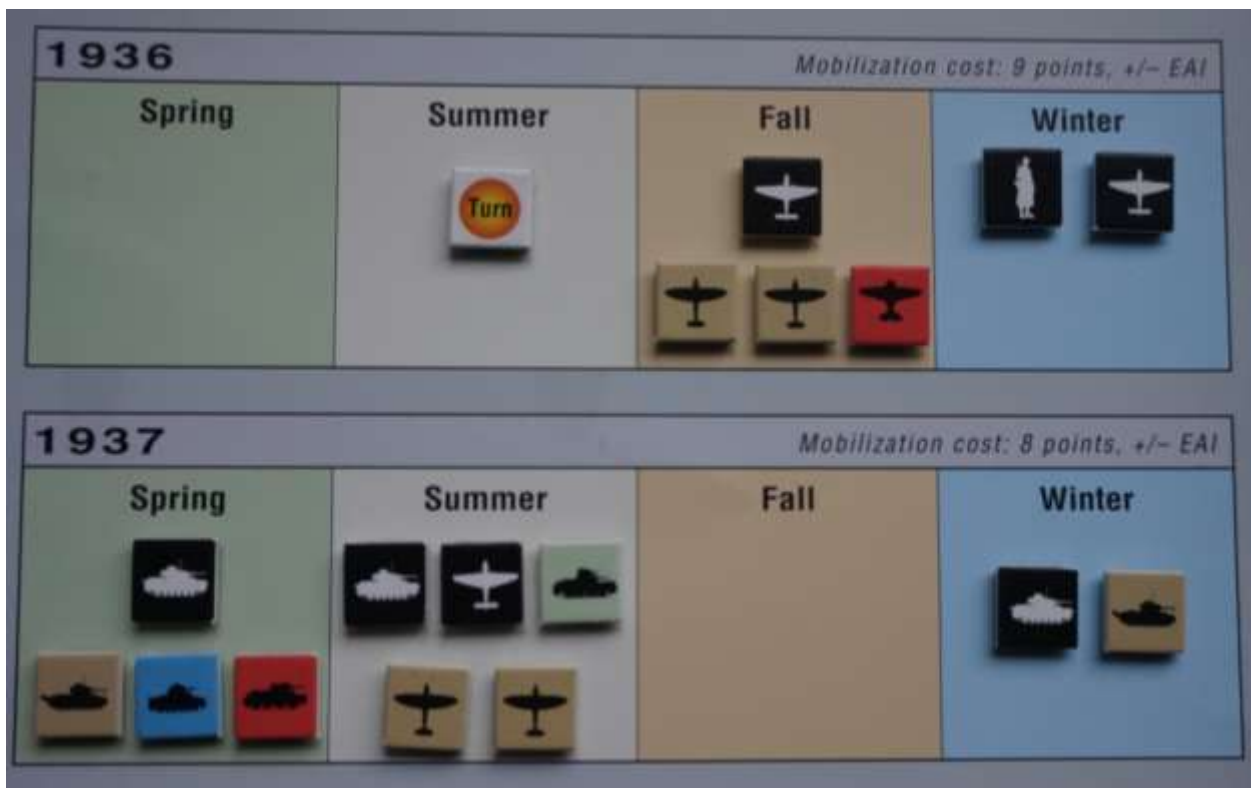 1936
Mobilization cost: 9 points, +/– EAI
Spring
Summer
Fall
Winter
Turn
1937
Mobilization cost: 8 points, +/– EAI
Spring
Summer
Fall
Winter